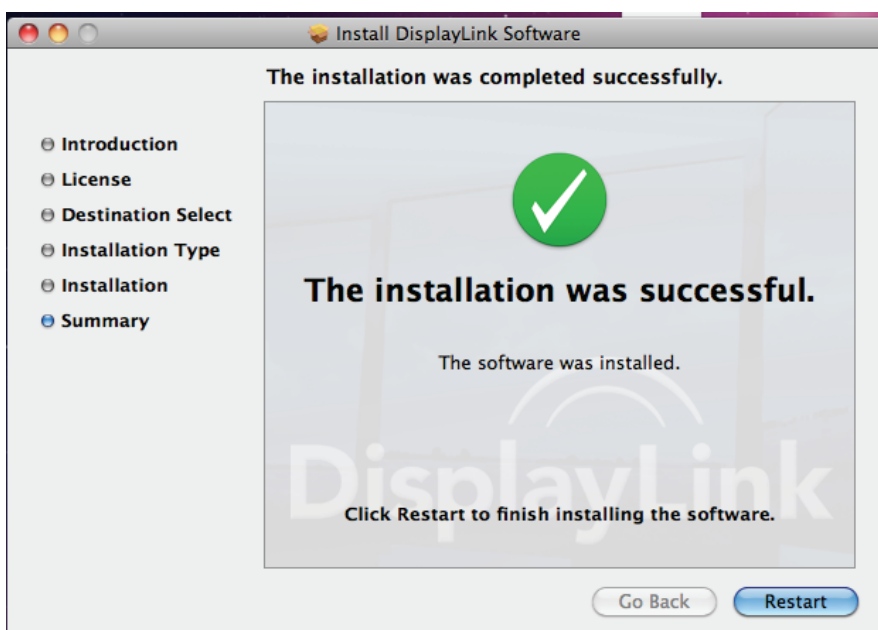 Install DisplayLink Software
The installation was completed successfully.
Introduction
License
Destination Select
Installation Type
Installation
Summary
The installation was successful.
The software was installed.
DisplayLink
Click Restart to finish installing the software.
Go Back
Restart